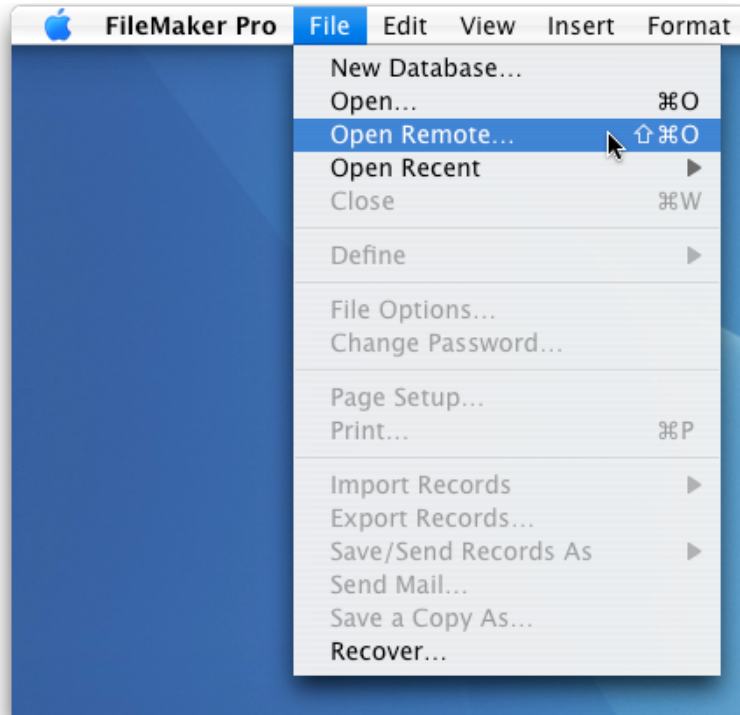 FileMaker Pro File Edit View Insert Format
New Database...
Open... ⌘O
Open Remote... ⇧⌘O
Open Recent
Close ⌘W
Define
File Options...
Change Password...
Page Setup...
Print... ⌘P
Import Records
Export Records...
Save/Send Records As
Send Mail...
Save a Copy As...
Recover...